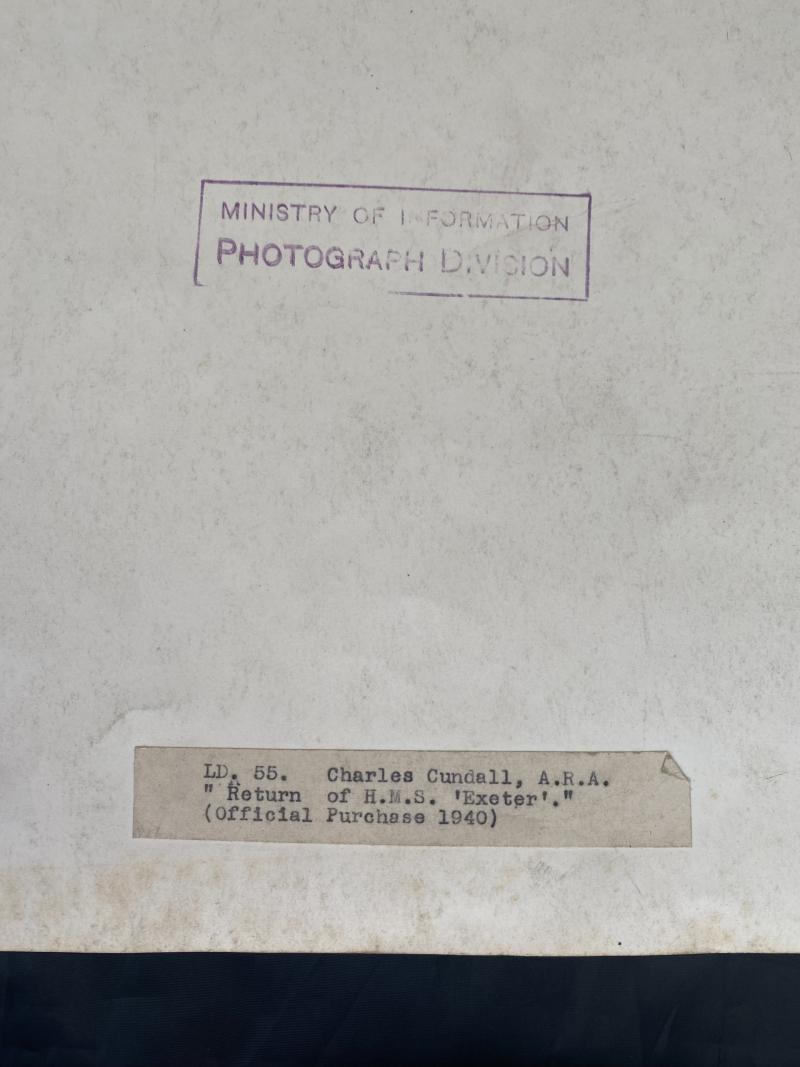 MINISTRY OF INFORMATION
PHOTOGRAPH DIVISION
LD. 55. Charles Cundall, A.R.A.
" Return of H.M.S. 'Exeter'."
(Official Purchase 1940)